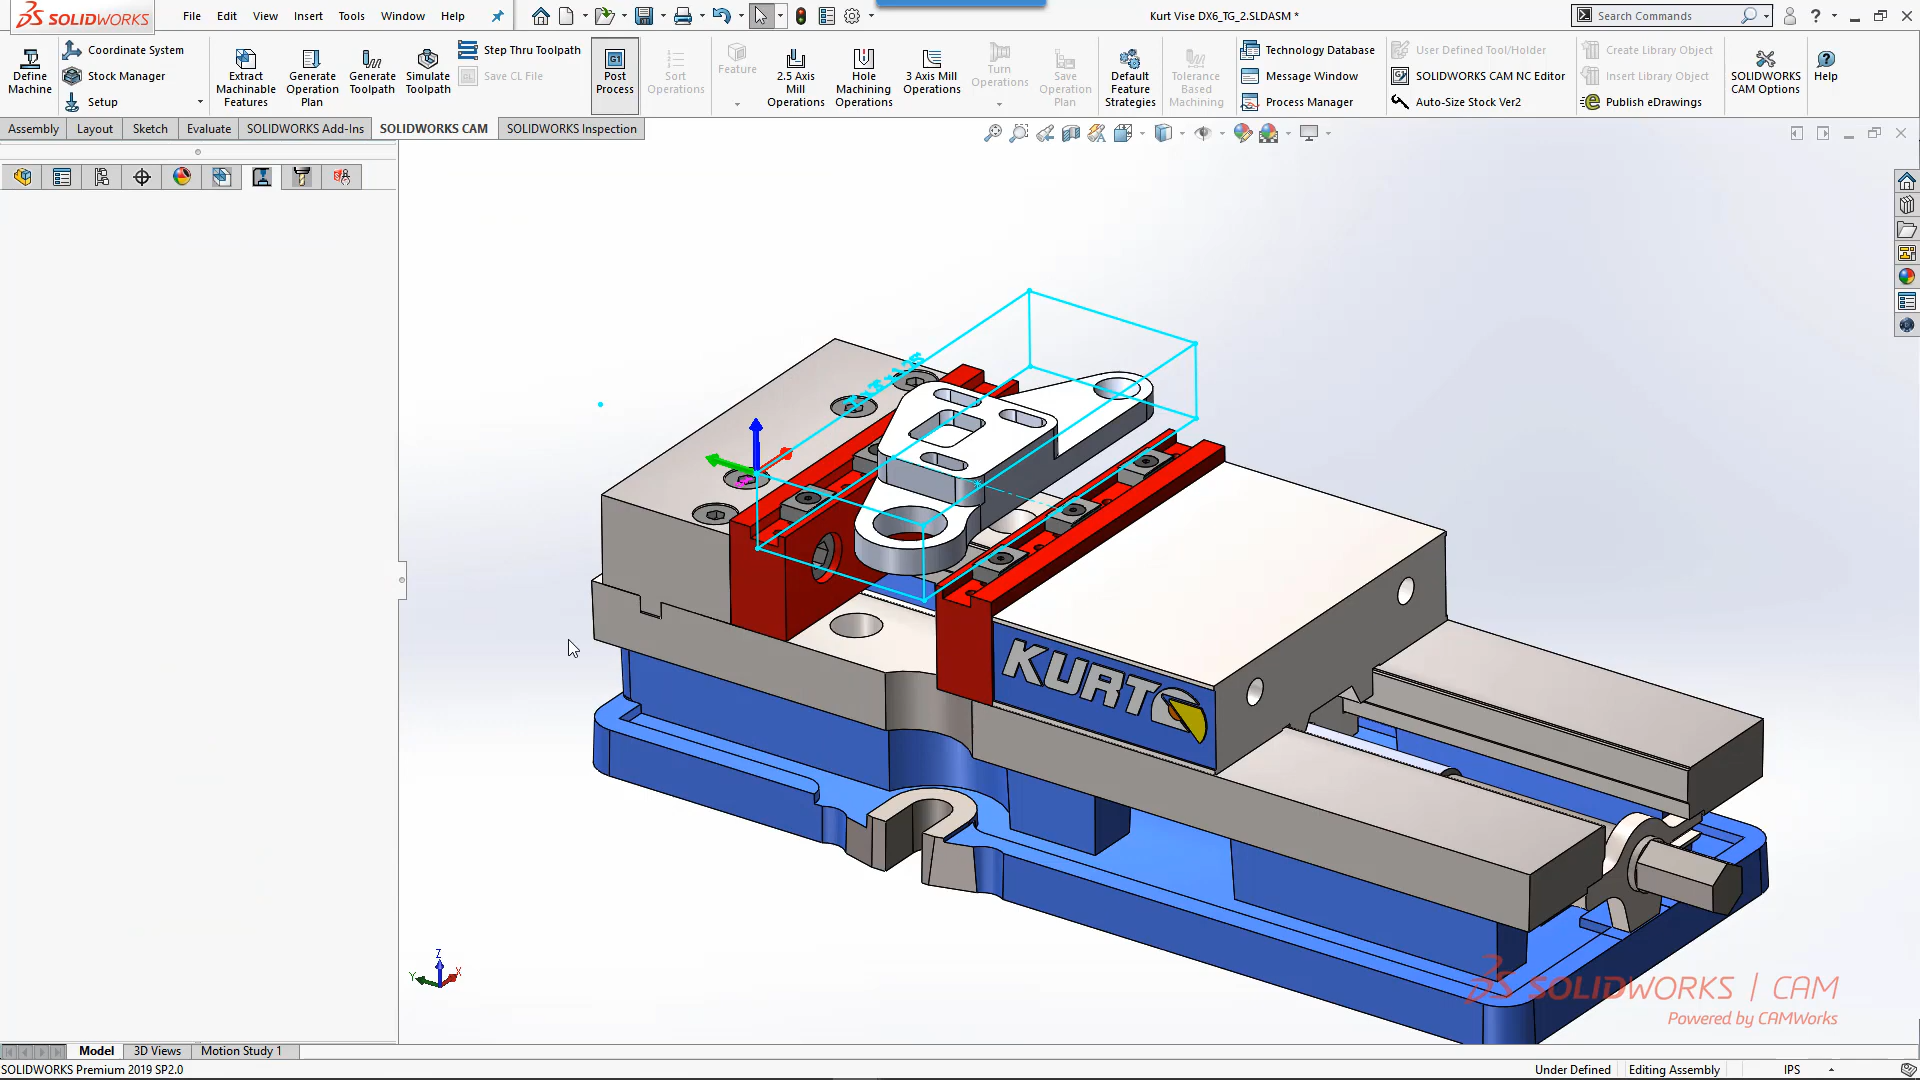 SOLIDWORKS
File Edit View Insert Tools Window Help
Kurt Vise DX6_TG_2.SLDASM *
Search Commands
?
Define Machine
Coordinate System
Stock Manager
Setup
Extract Machinable Features
Generate Operation Plan
Generate Toolpath
Simulate Toolpath
Step Thru Toolpath
Save CL File
G1
Post Process
Sort Operations
Feature
2.5 Axis Mill Operations
Hole Machining Operations
3 Axis Mill Operations
Turn Operations
Save Operation Plan
Default Feature Strategies
Tolerance Based Machining
Technology Database
Message Window
Process Manager
User Defined Tool/Holder
SOLIDWORKS CAM NC Editor
Auto-Size Stock Ver2
Create Library Object
Insert Library Object
Publish eDrawings
SOLIDWORKS CAM Options
Help
Assembly Layout Sketch Evaluate SOLIDWORKS Add-Ins SOLIDWORKS CAM SOLIDWORKS Inspection
KURT
Z
Y X
SOLIDWORKS | CAM
Powered by CAMWorks
Model 3D Views Motion Study 1
SOLIDWORKS Premium 2019 SP2.0
Under Defined Editing Assembly IPS